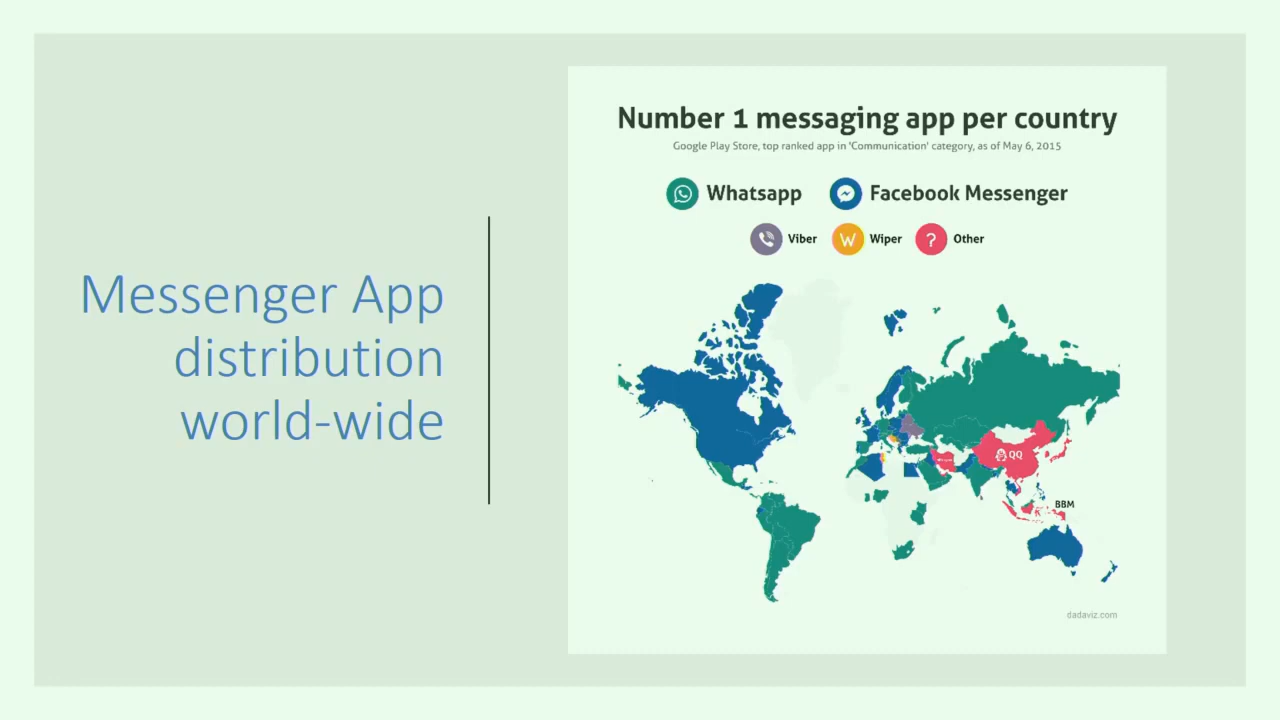 Messenger App
distribution
world-wide
Number 1 messaging app per country
Google Play Store, top ranked app in 'Communication' category, as of May 6, 2015
Whatsapp
Facebook Messenger
Viber
W
Wiper
?
Other
QQ
BBM
dadaviz.com